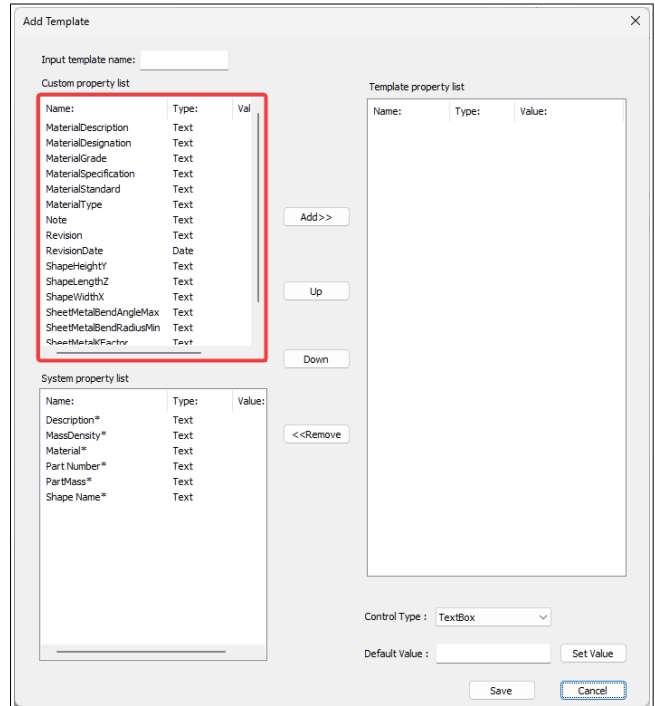 Add Template
Input template name:
Custom property list
Name: Type: Val
MaterialDescription Text
MaterialDesignation Text
MaterialGrade Text
MaterialSpecification Text
MaterialStandard Text
MaterialType Text
Note Text
Revision Text
RevisionDate Date
ShapeHeightY Text
ShapeLengthZ Text
ShapeWidthX Text
SheetMetalBendAngleMax Text
SheetMetalBendRadiusMin Text
SheetMetalKFactor Text
System property list
Name: Type: Value:
Description* Text
MassDensity* Text
Material* Text
Part Number* Text
PartMass* Text
Shape Name* Text
Add>>
Up
Down
<<Remove
Template property list
Name: Type: Value:
Control Type : TextBox
Default Value : Set Value
Save Cancel